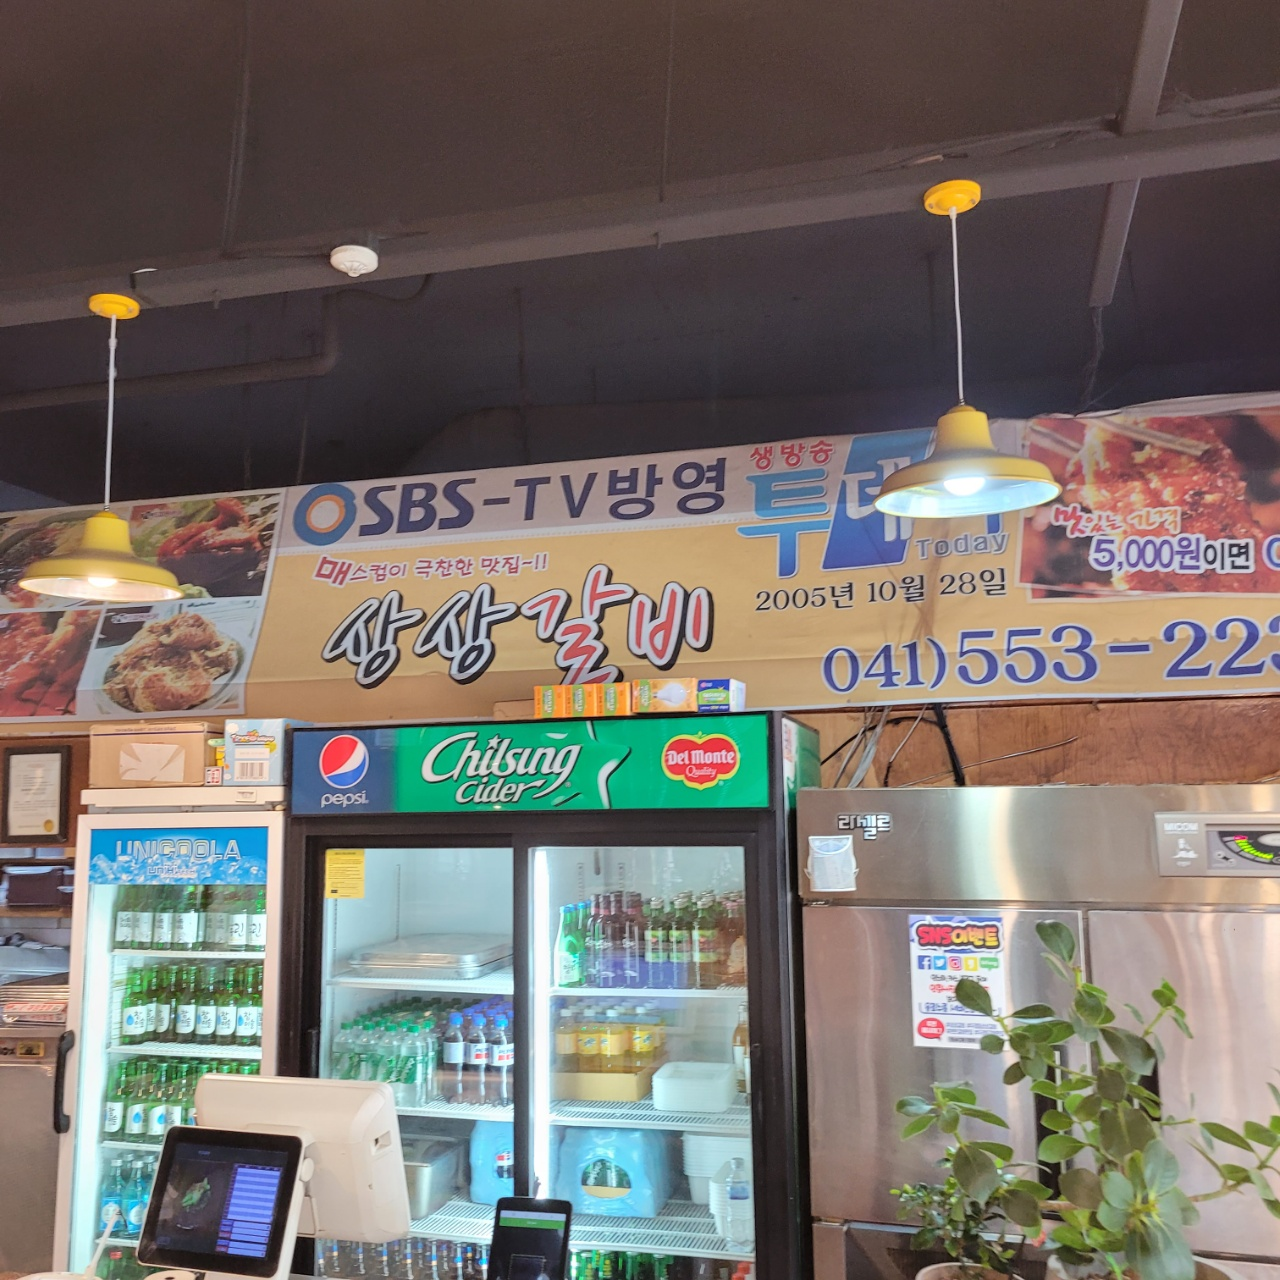 SBS-TV방영
생방송
투데이
Today
매스컴이 극찬한 맛집~!!
상상갈비
2005년 10월 28일
041)553-223
맛있는 가격
5,000원이면
pepsi
Chilsung
Cider
Del Monte
Quality
UNICOOLA
라셀르
SNS이벤트